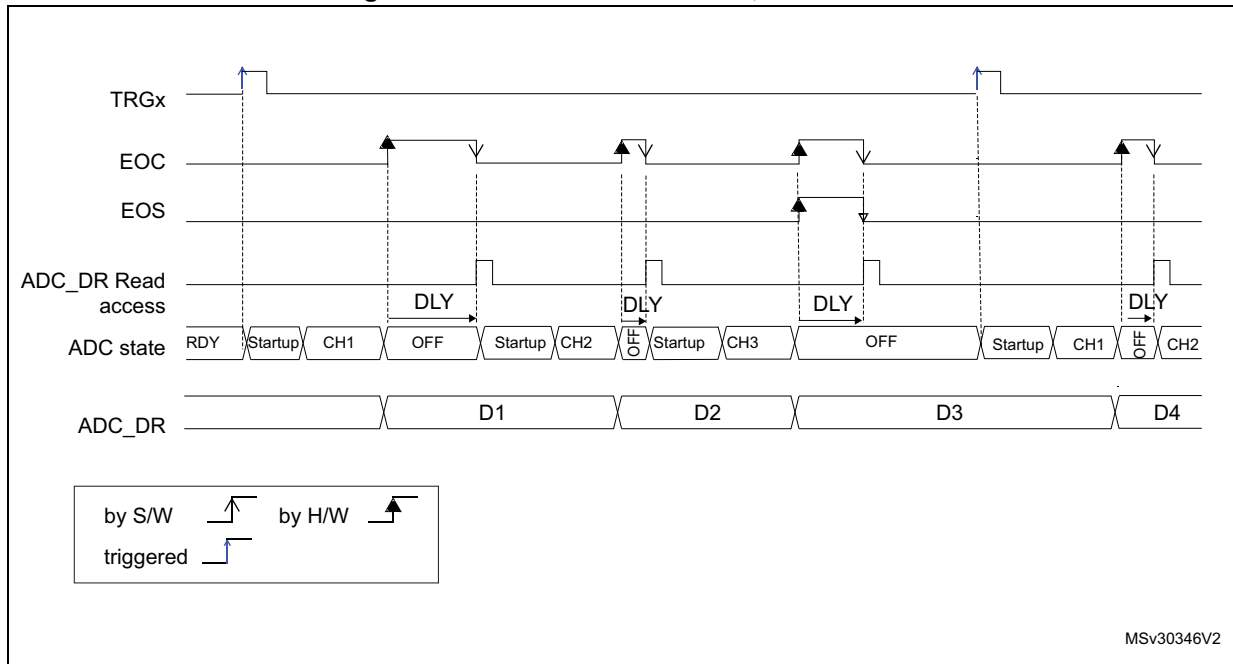 TRGx
EOC
EOS
ADC_DR Read
access
DLY DLY DLY DLY
ADC state RDY Startup CH1 OFF Startup CH2 OFF Startup CH3 OFF Startup CH1 OFF CH2
ADC_DR D1 D2 D3 D4
by S/W by H/W
triggered
MSv30346V2